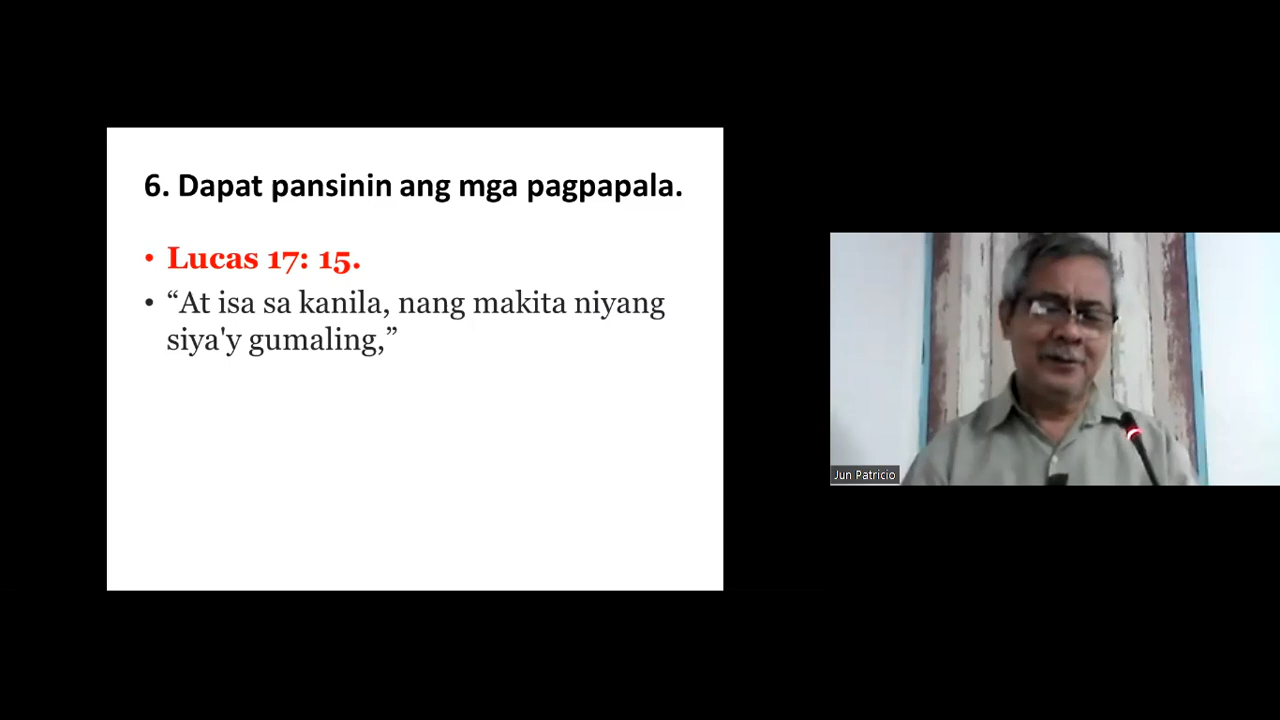 6. Dapat pansinin ang mga pagpapala.
• Lucas 17: 15.
• “At isa sa kanila, nang makita niyang
siya'y gumaling,”
Jun Patricio